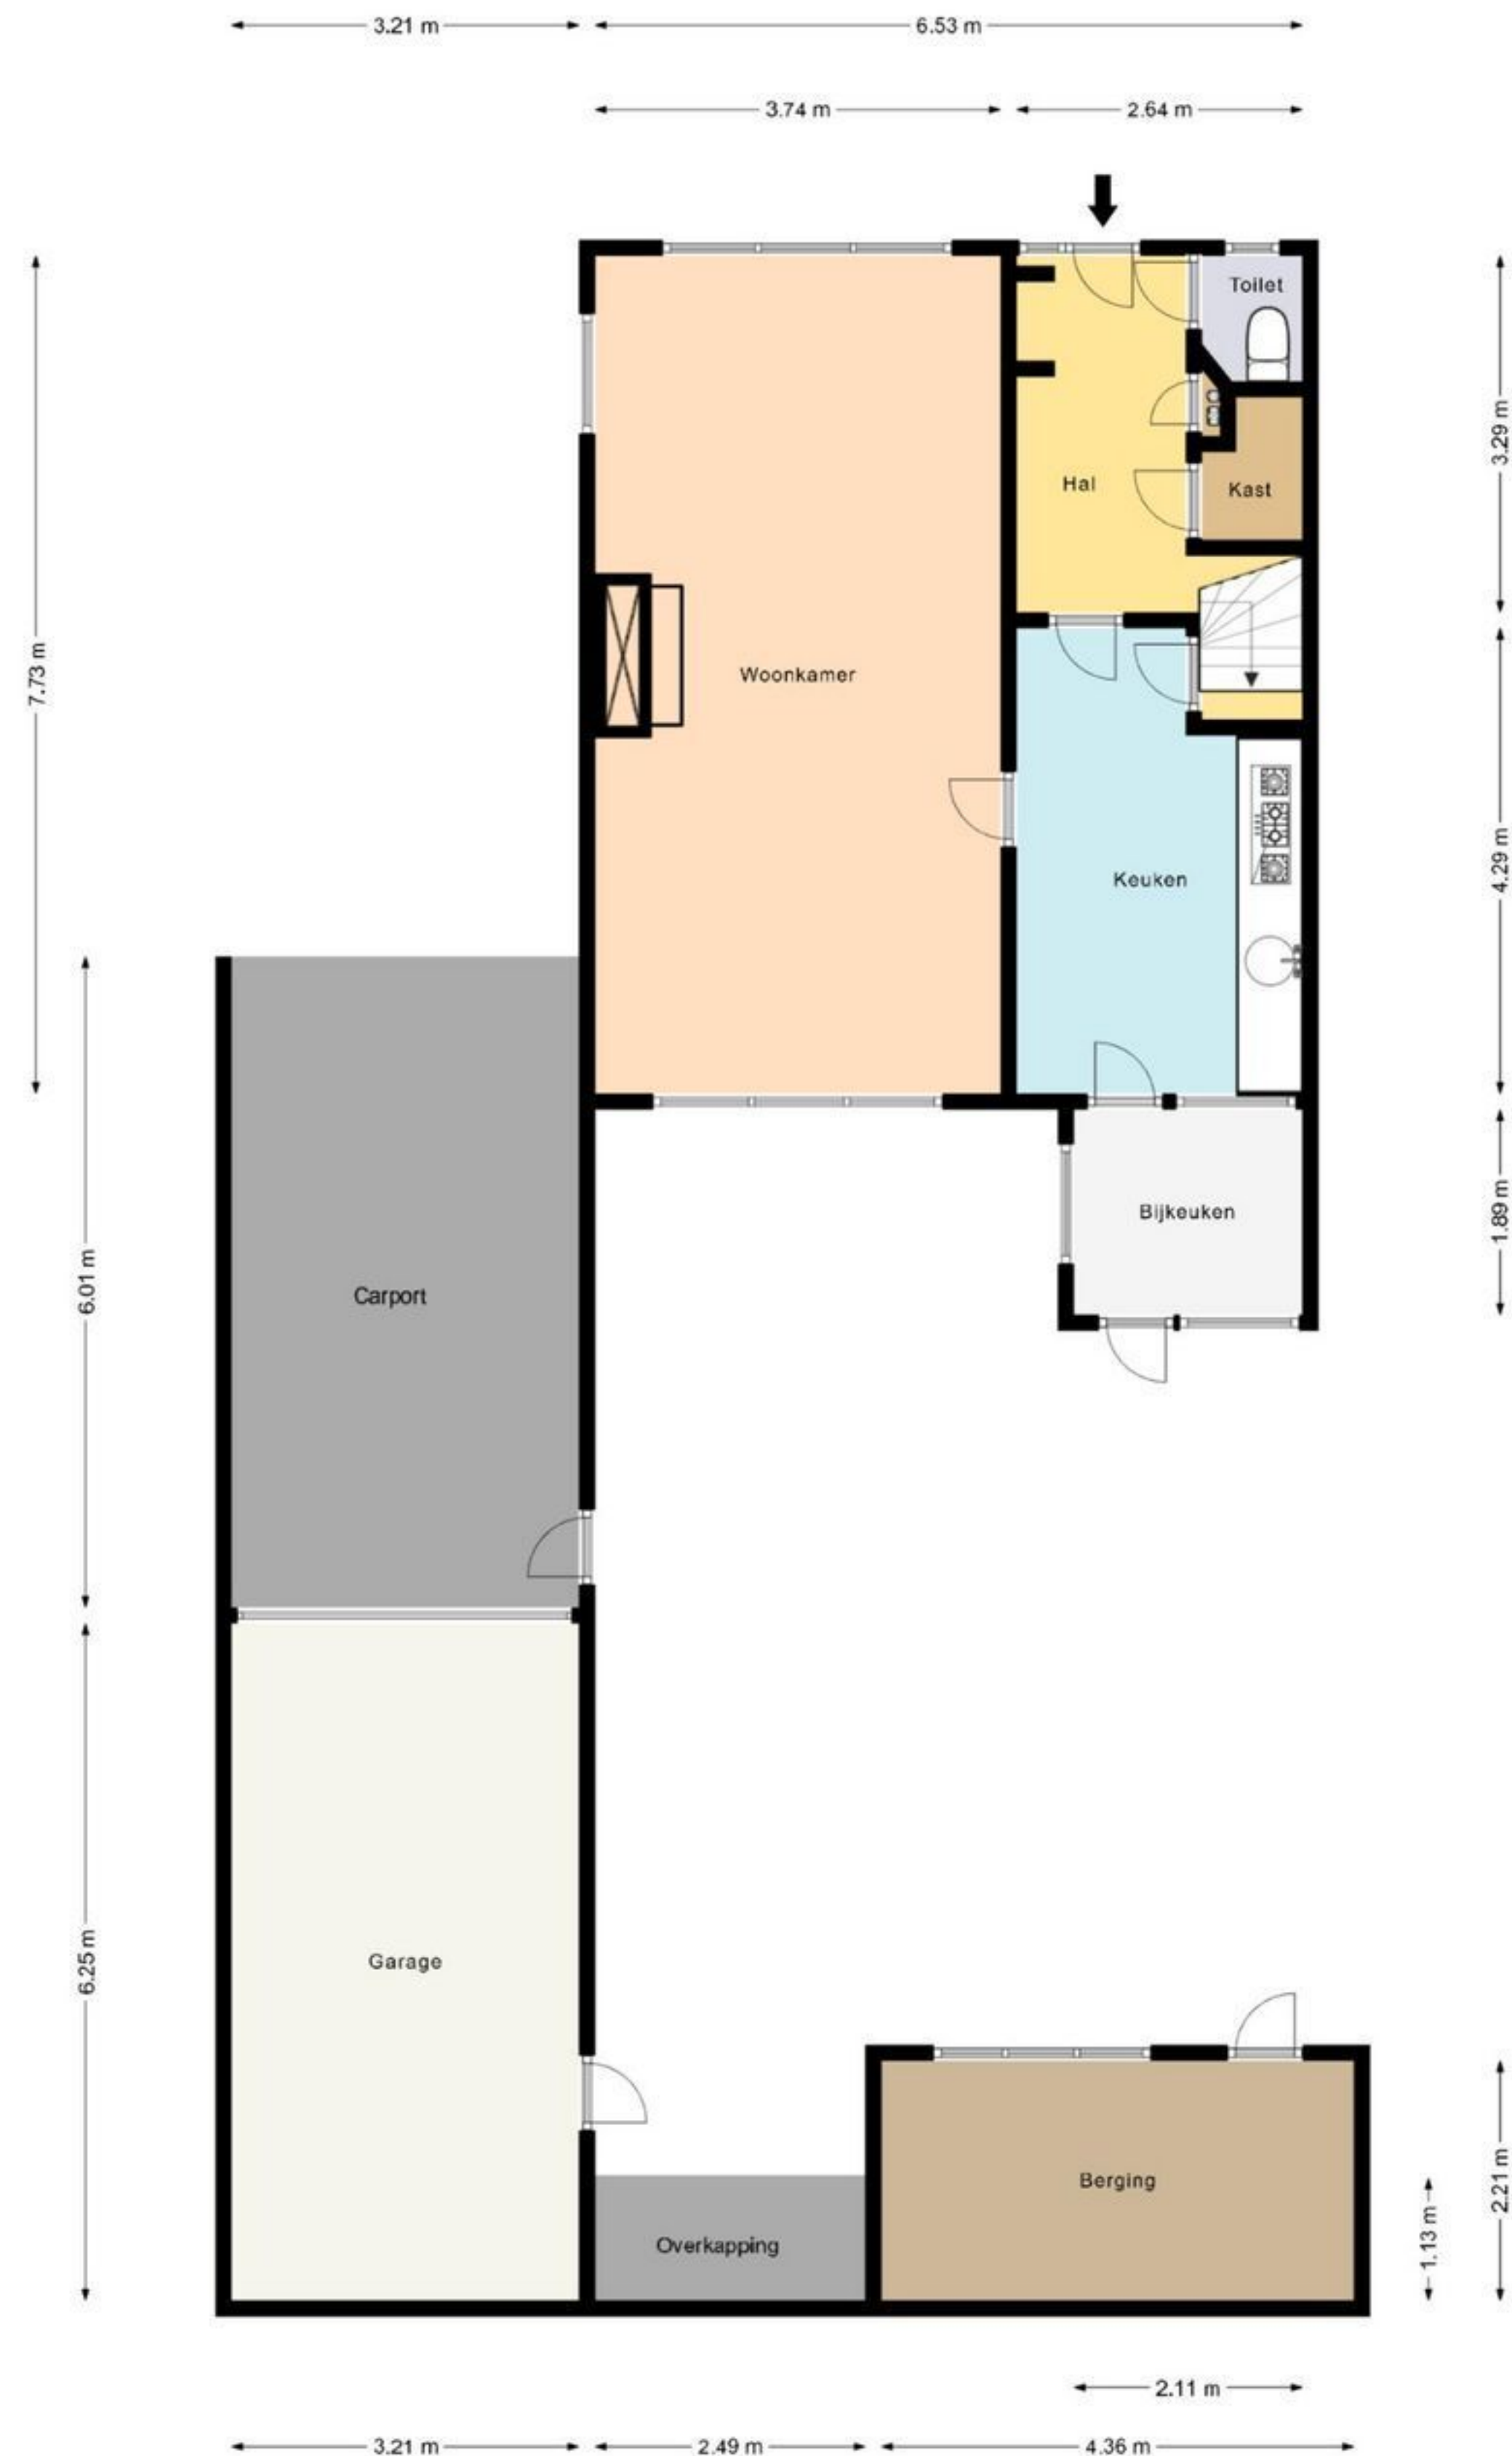 3.21 m
6.53 m
3.74 m
2.64 m
Toilet
3.29 m
Hal
Kast
7.73 m
Woonkamer
Keuken
4.29 m
Bijkeuken
1.89 m
6.01 m
Carport
6.25 m
Garage
Berging
2.21 m
1.13 m
Overkapping
2.11 m
3.21 m
2.49 m
4.36 m